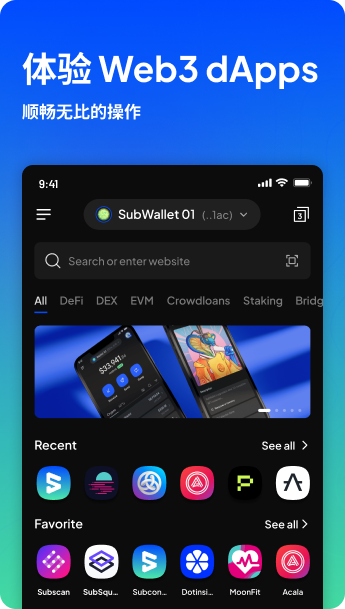 体验 Web3 dApps
顺畅无比的操作
9:41
SubWallet 01 (..1ac)
3
Search or enter website
All DeFi DEX EVM Crowdloans Staking Bridg
$33,941
Recent See all
Favorite See all
Subscan SubSqu... Subcon... Dotinsi... MoonFit Acala